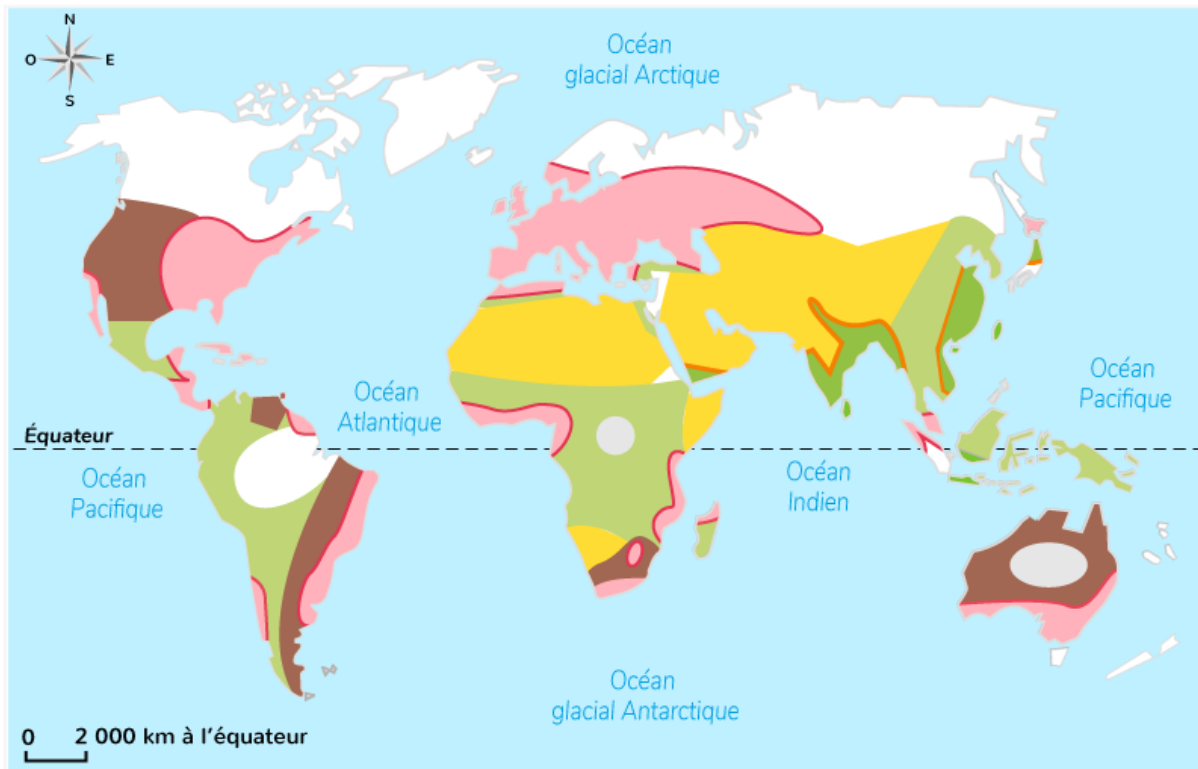 N
O
E
S
Océan
glacial Arctique
Océan
Atlantique
Océan
Pacifique
Équateur
Océan
Pacifique
Océan
Indien
Océan
glacial Antarctique
0 2 000 km à l'équateur